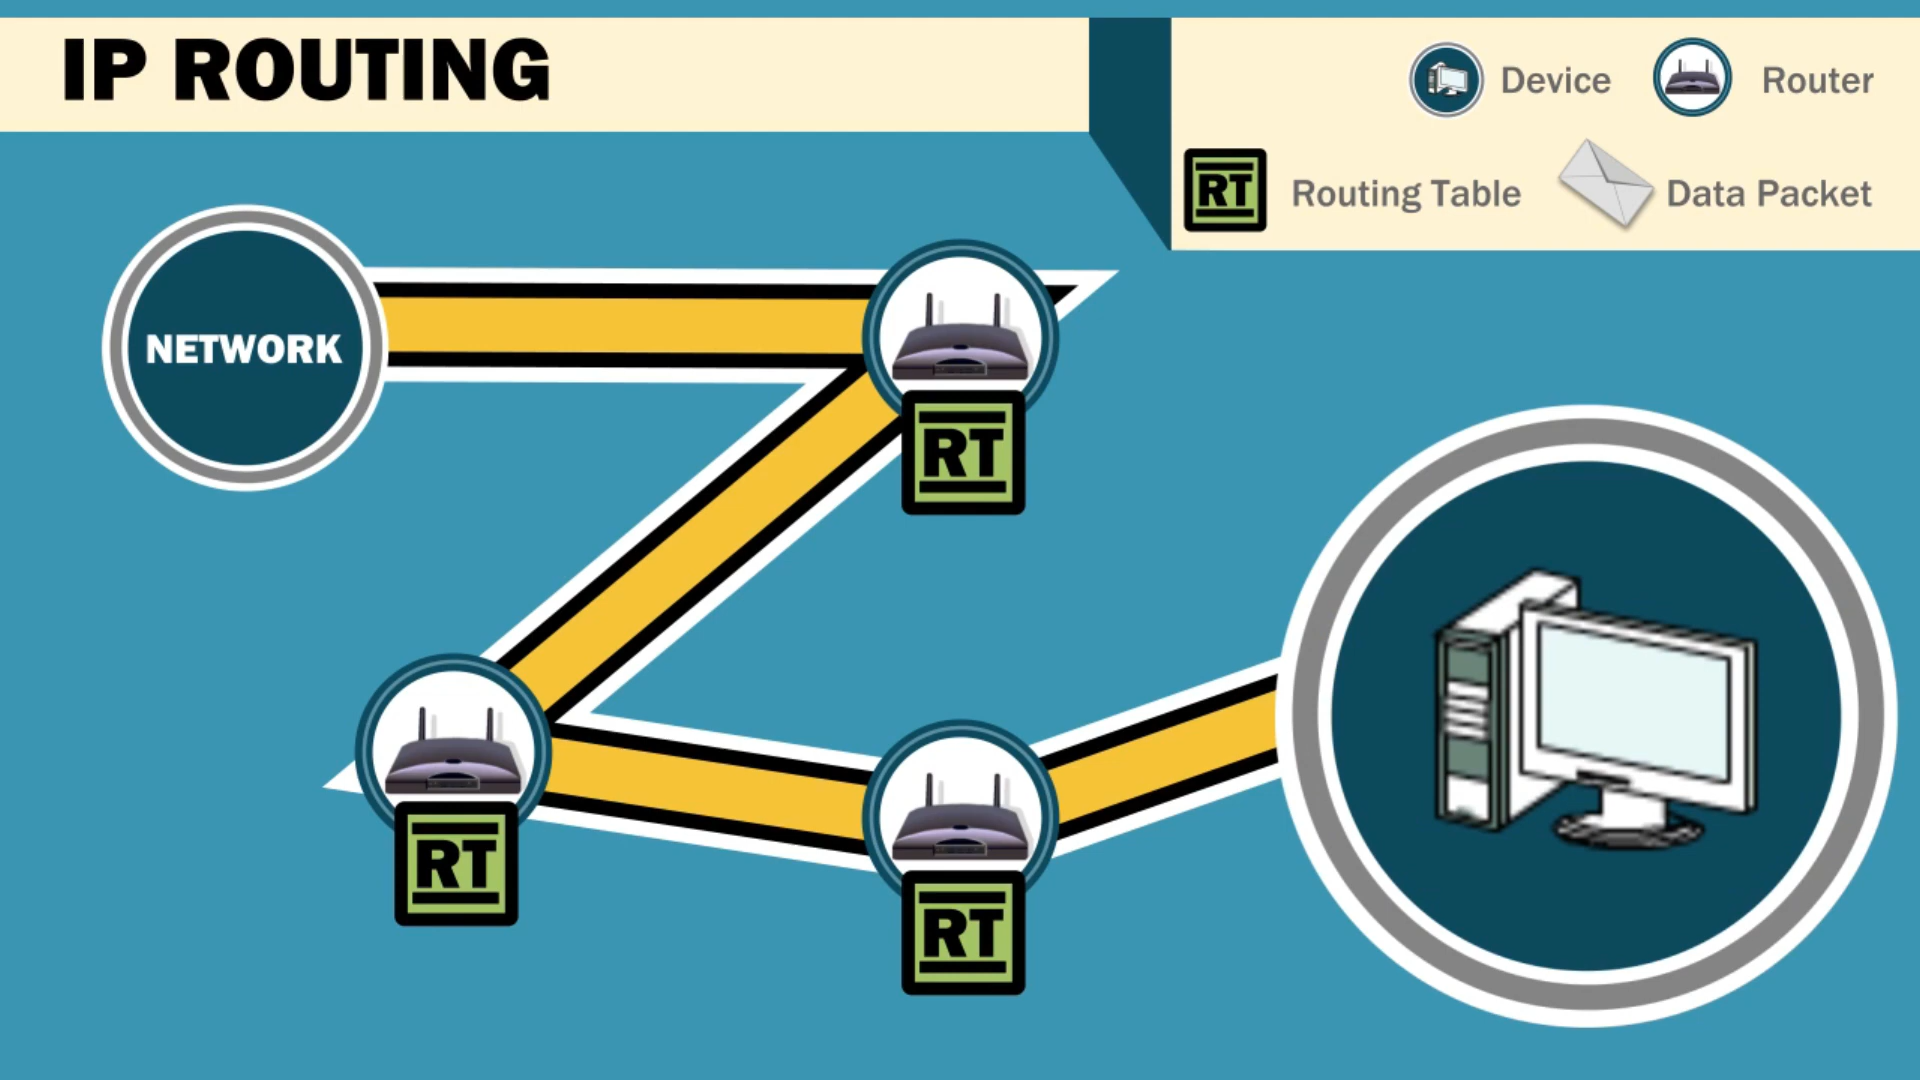 IP ROUTING
Device
Router
RT
Routing Table
Data Packet
NETWORK
RT
RT
RT